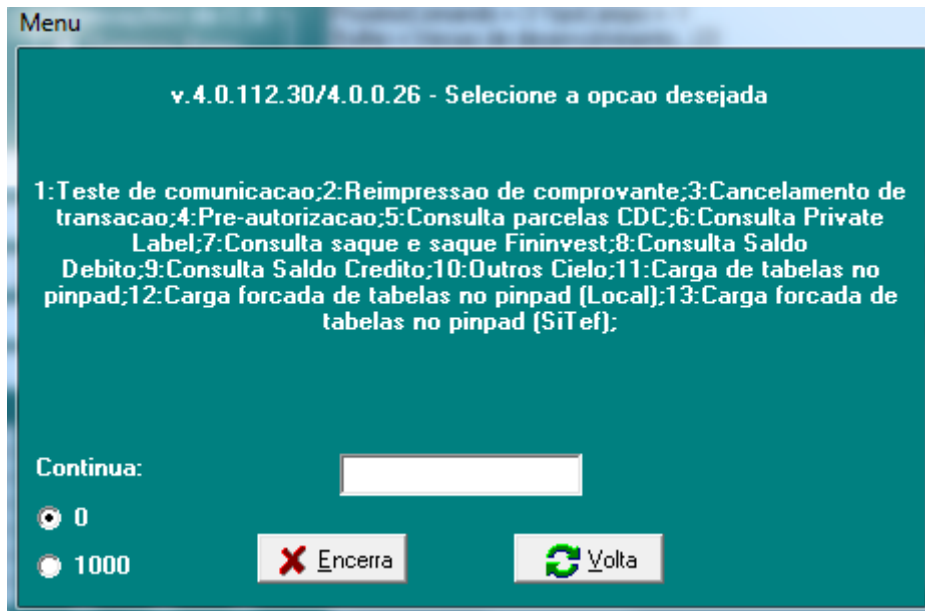 Menu
v.4.0.112.30/4.0.0.26 - Selecione a opcao desejada
1:Teste de comunicacao;2:Reimpressao de comprovante;3:Cancelamento de
transacao;4:Pre-autorizacao;5:Consulta parcelas CDC;6:Consulta Private
Label;7:Consulta saque e saque Fininvest;8:Consulta Saldo
Debito;9:Consulta Saldo Credito;10:Outros Cielo;11:Carga de tabelas no
pinpad;12:Carga forcada de tabelas no pinpad (Local);13:Carga forcada de
tabelas no pinpad (SiTef);
Continua:
0
1000
Encerra
Volta